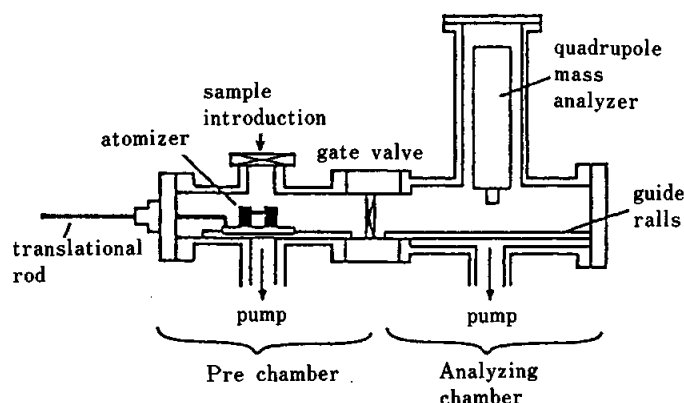 quadrupole
mass
analyzer
sample
introduction
atomizer
gate valve
guide
ralls
translational
rod
pump
pump
Pre chamber
Analyzing
chamber